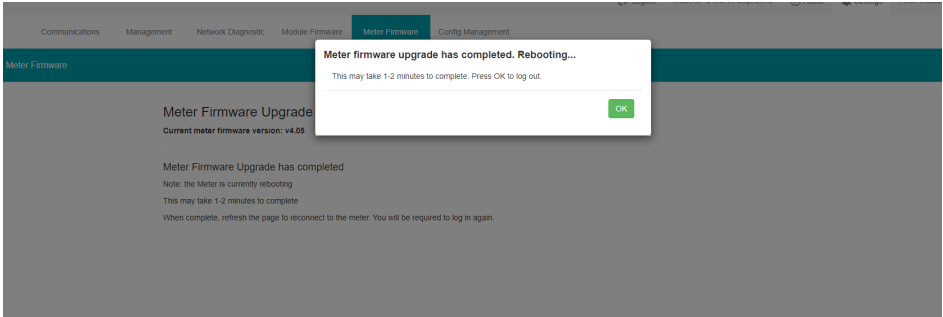 Communications Management Network Diagnostic Module Firmware Meter Firmware Config Management
Meter Firmware
Meter firmware upgrade has completed. Rebooting...
This may take 1-2 minutes to complete. Press OK to log out.
OK
Meter Firmware Upgrade
Current meter firmware version: v4.05
Meter Firmware Upgrade has completed
Note: the Meter is currently rebooting
This may take 1-2 minutes to complete
When complete, refresh the page to reconnect to the meter. You will be required to log in again.